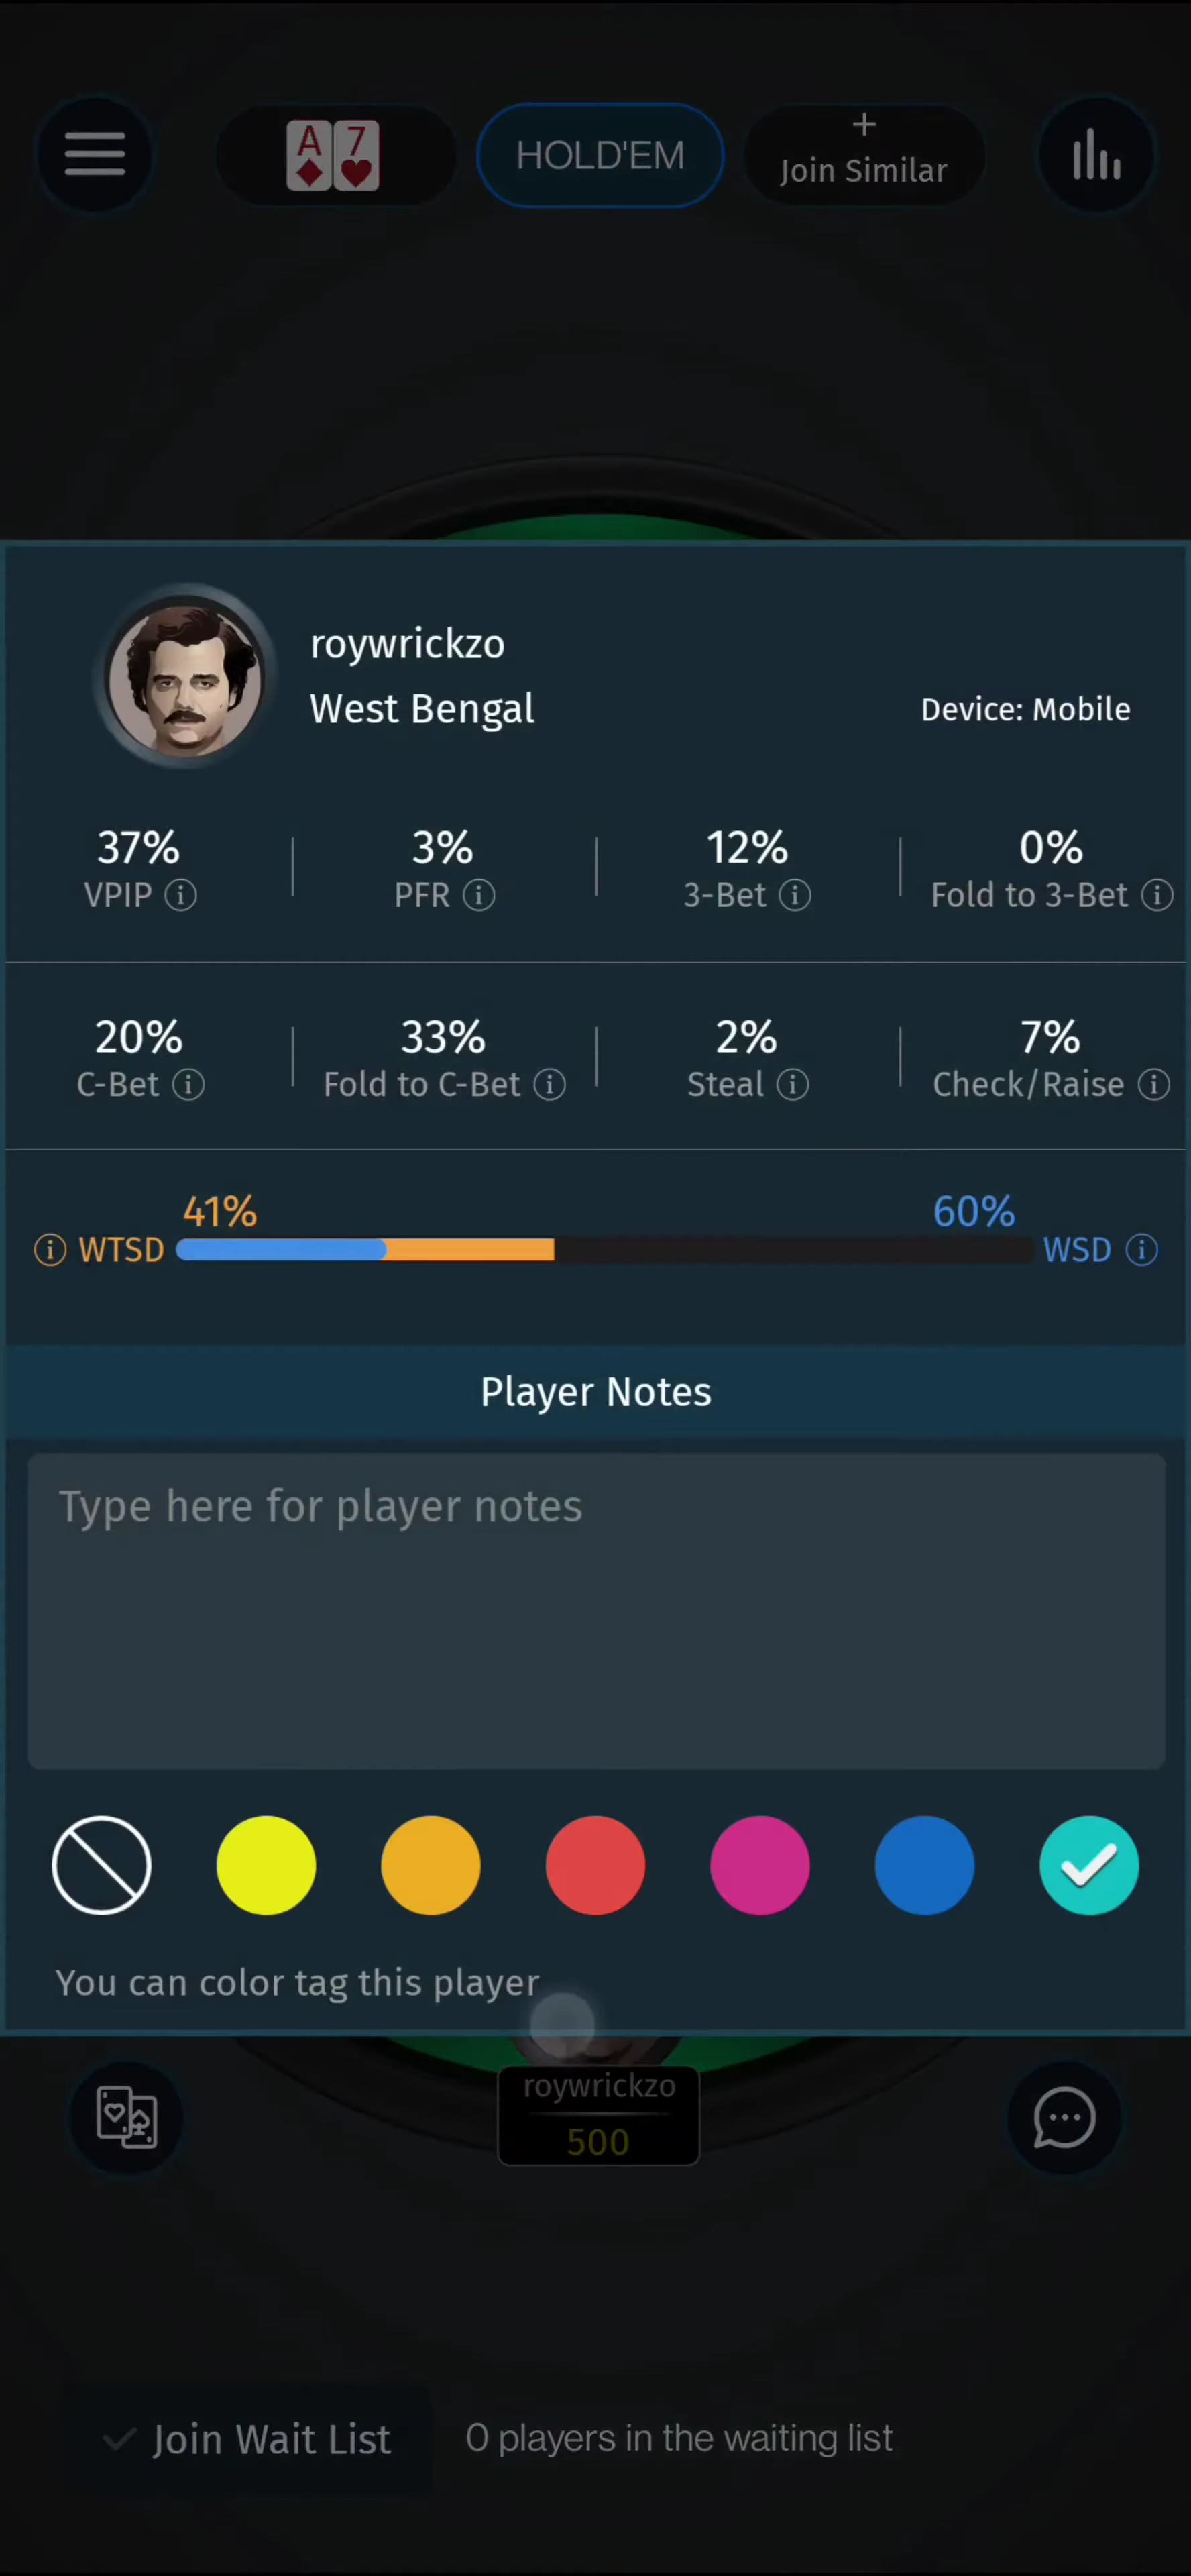 A 7
HOLD'EM
+
Join Similar
roywrickzo
West Bengal
Device: Mobile
37%
VPIP
3%
PFR
12%
3-Bet
0%
Fold to 3-Bet
20%
C-Bet
33%
Fold to C-Bet
2%
Steal
7%
Check/Raise
41%
60%
WTSD
WSD
Player Notes
Type here for player notes
You can color tag this player
roywrickzo
500
Join Wait List
0 players in the waiting list